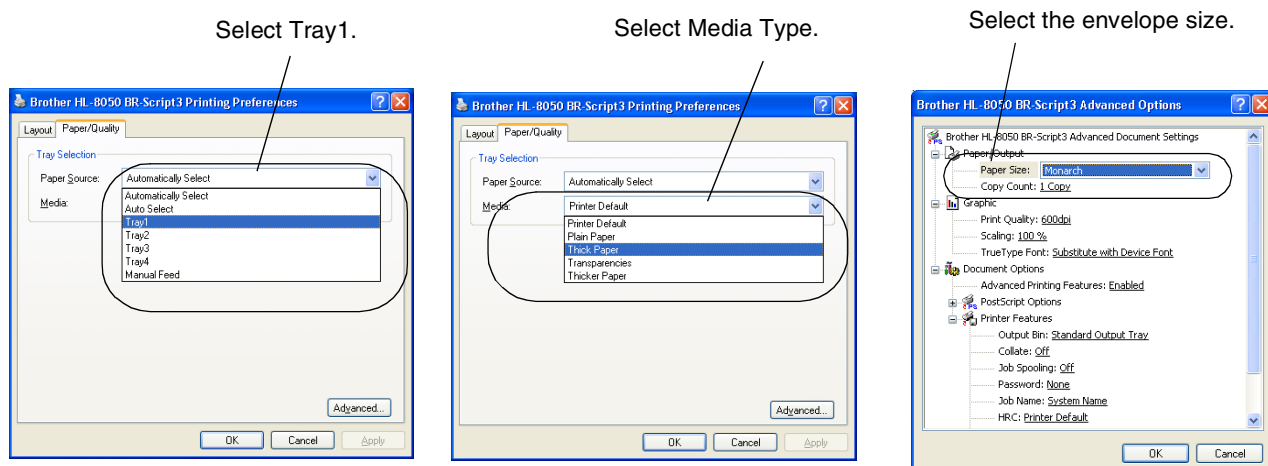 Select Tray1.
Brother HL-8050 BR-Script3 Printing Preferences
Layout Paper/Quality
Tray Selection
Paper Source: Automatically Select
Media:
Automatically Select
Auto Select
Tray1
Tray2
Tray3
Tray4
Manual Feed
Advanced...
OK Cancel Apply
Select Media Type.
Brother HL-8050 BR-Script3 Printing Preferences
Layout Paper/Quality
Tray Selection
Paper Source: Automatically Select
Media: Printer Default
Printer Default
Plain Paper
Thick Paper
Transparencies
Thicker Paper
Advanced...
OK Cancel Apply
Select the envelope size.
Brother HL-8050 BR-Script3 Advanced Options
Brother HL-8050 BR-Script3 Advanced Document Settings
Paper/Output
Paper Size: Monarch
Copy Count: 1 Copy
Graphic
Print Quality: 600dpi
Scaling: 100 %
TrueType Font: Substitute with Device Font
Document Options
Advanced Printing Features: Enabled
PostScript Options
Printer Features
Output Bin: Standard Output Tray
Collate: Off
Job Spooling: Off
Password: None
Job Name: System Name
HRC: Printer Default
OK Cancel